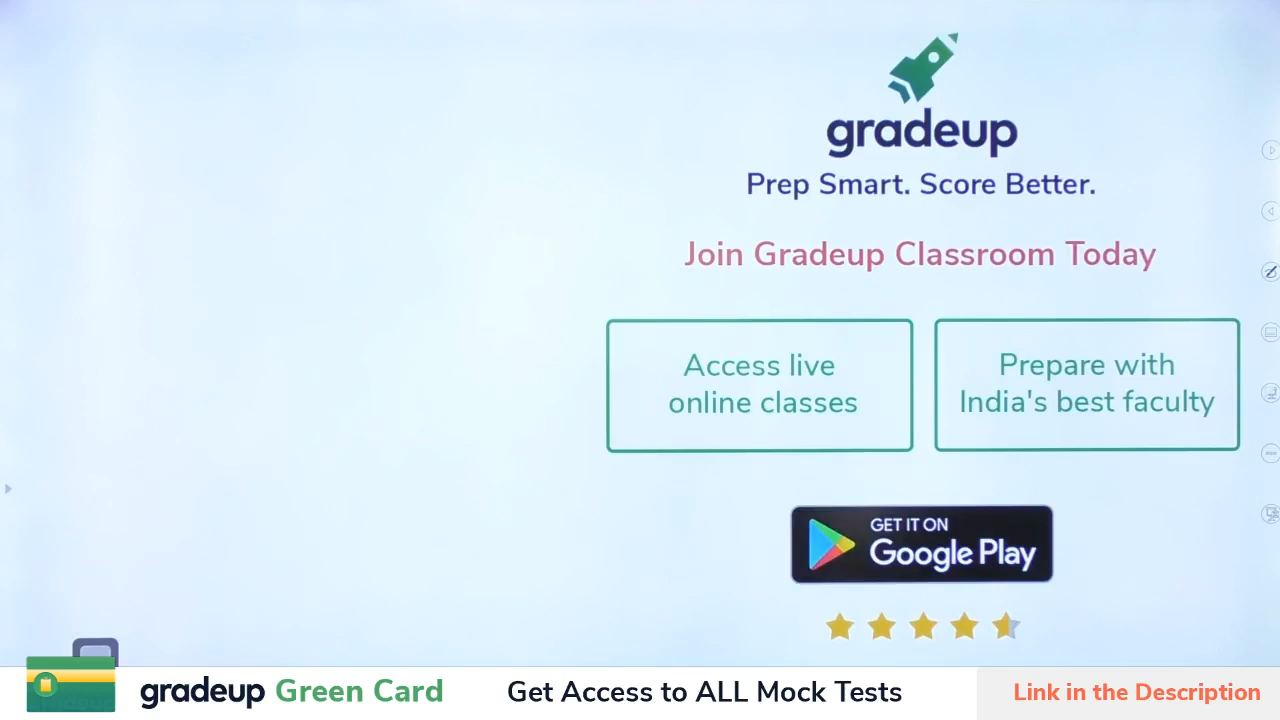 gradeup
Prep Smart. Score Better.
Join Gradeup Classroom Today
Access live
online classes
Prepare with
India's best faculty
GET IT ON
Google Play
gradeup Green Card
Get Access to ALL Mock Tests
Link in the Description